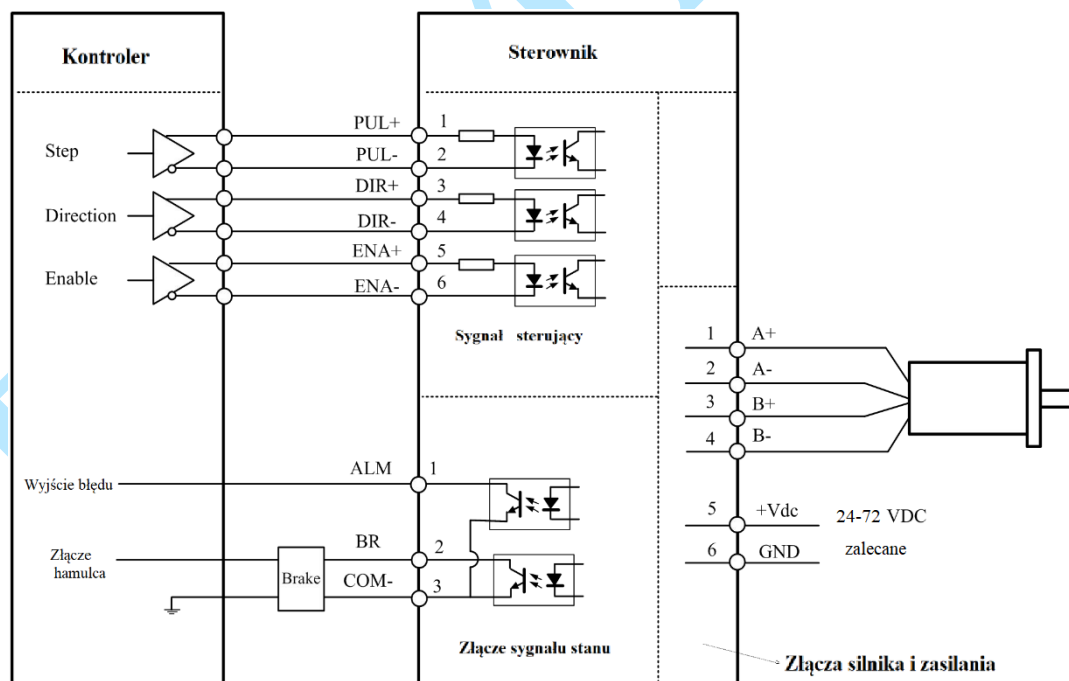 Kontroler
Sterownik
Step
PUL+
1
PUL-
2
Direction
DIR+
3
DIR-
4
Enable
ENA+
5
ENA-
6
Sygnał sterujący
1
A+
2
A-
3
B+
4
B-
5
+Vdc
6
GND
24-72 VDC
zalecane
Wyjście błędu
ALM
1
Złącze
hamulca
Brake
BR
2
COM-
3
Złącze sygnału stanu
Złącza silnika i zasilania